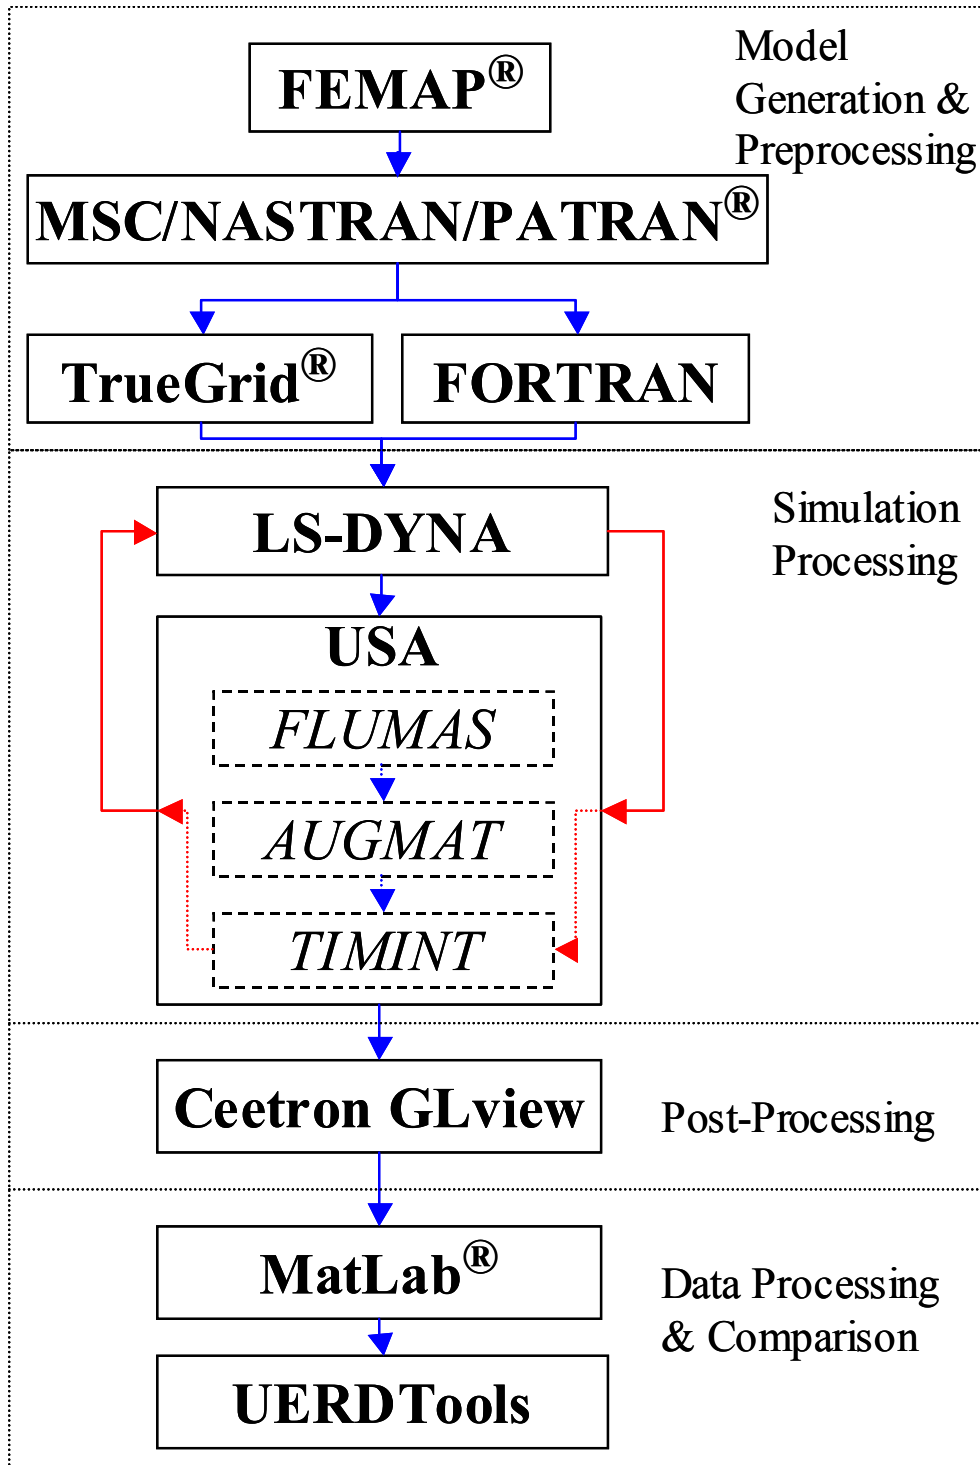 FEMAP®
Model
Generation &
Preprocessing
MSC/NASTRAN/PATRAN®
TrueGrid®
FORTRAN
LS-DYNA
Simulation
Processing
USA
FLUMAS
AUGMAT
TIMINT
Ceetron GLview
Post-Processing
MatLab®
Data Processing
& Comparison
UERDTools